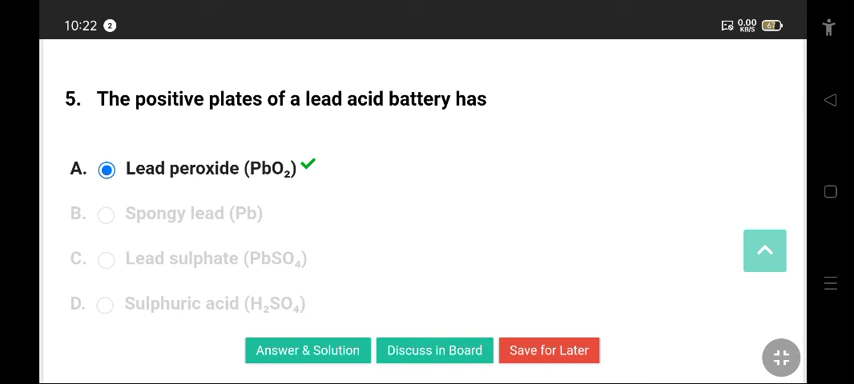 10:22 2 0.00 KB/S 67
5. The positive plates of a lead acid battery has
A. Lead peroxide (PbO₂)
B. Spongy lead (Pb)
C. Lead sulphate (PbSO₄)
D. Sulphuric acid (H₂SO₄)
Answer & Solution Discuss in Board Save for Later